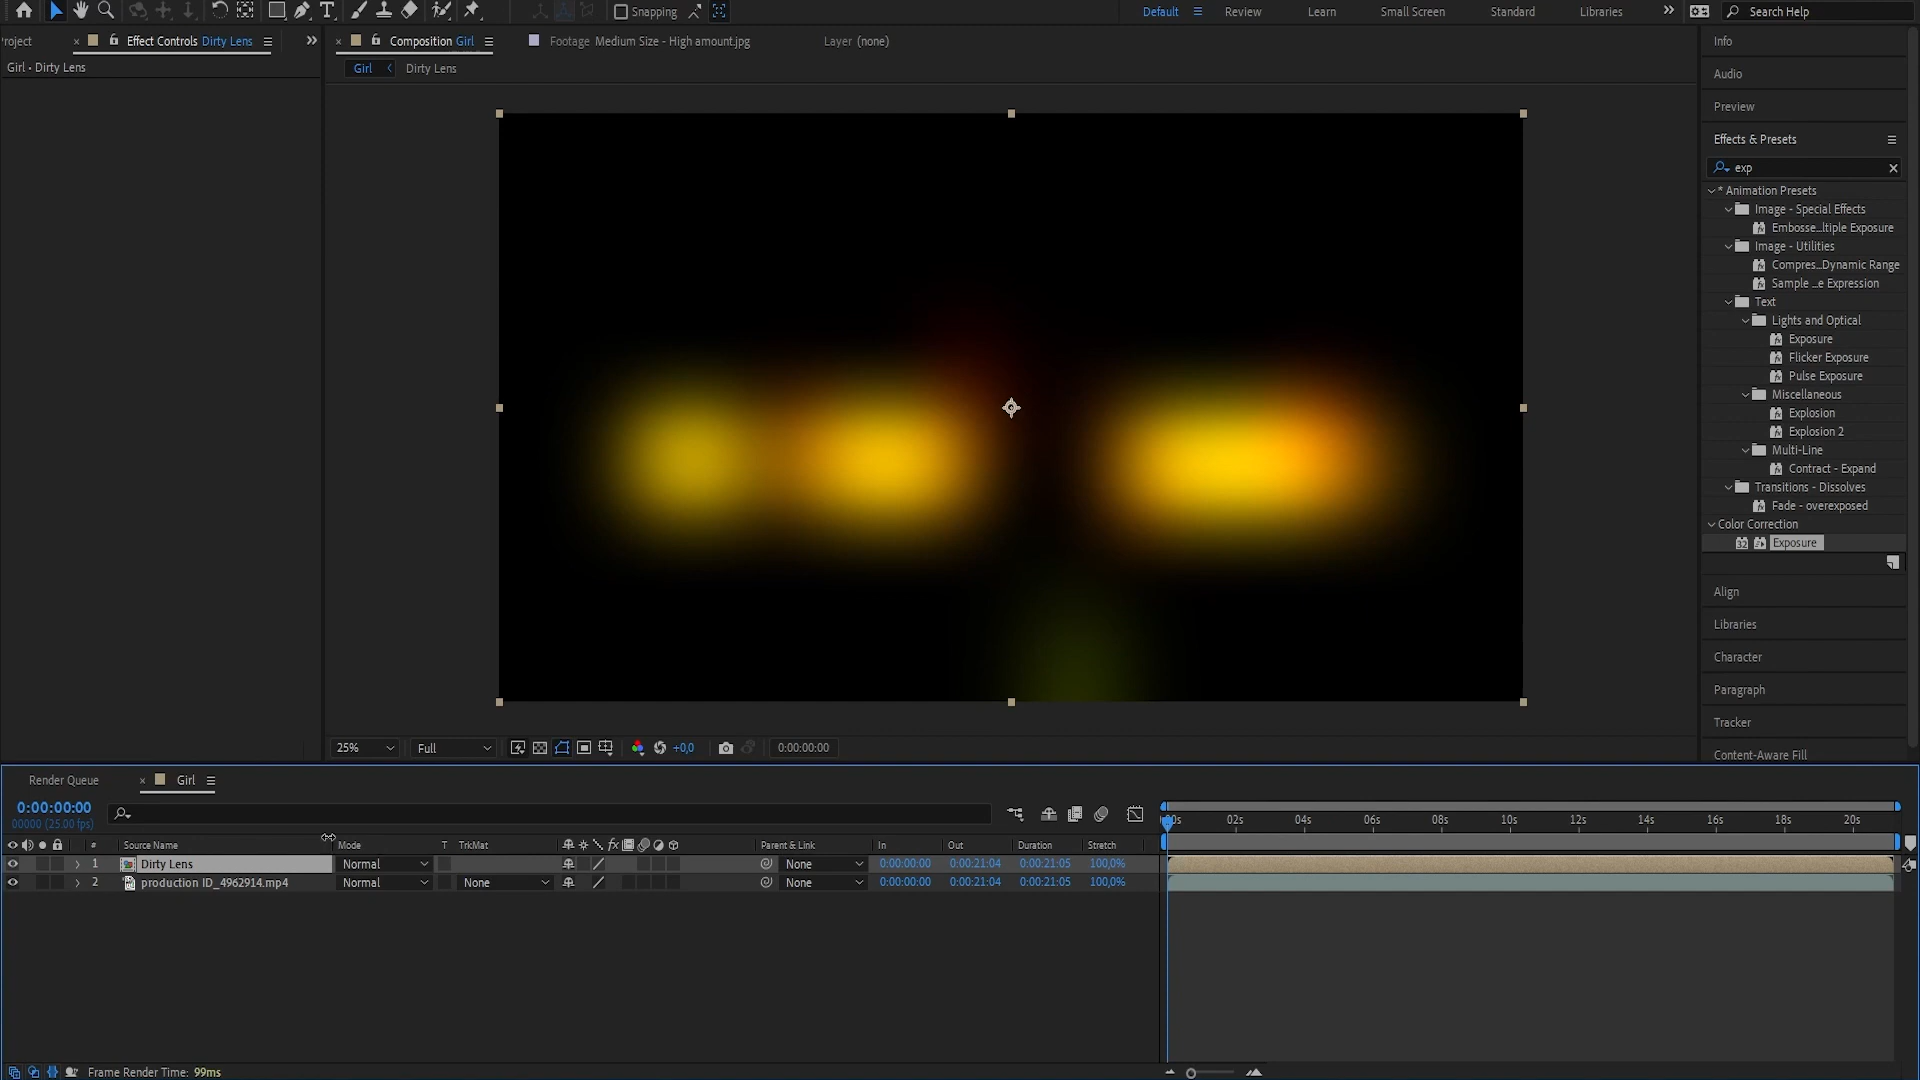 Snapping
Default
Review
Learn
Small Screen
Standard
Libraries
Search Help
roject
Effect Controls Dirty Lens
Composition Girl
Footage Medium Size - High amount.jpg
Layer (none)
Info
Girl • Dirty Lens
Girl
Dirty Lens
Audio
Preview
Effects & Presets
exp
* Animation Presets
Image - Special Effects
Embosse...ltiple Exposure
Image - Utilities
Compres...Dynamic Range
Sample ...e Expression
Text
Lights and Optical
Exposure
Flicker Exposure
Pulse Exposure
Miscellaneous
Explosion
Explosion 2
Multi-Line
Contract - Expand
Transitions - Dissolves
Fade - overexposed
Color Correction
32 Exposure
Align
Libraries
Character
Paragraph
Tracker
Content-Aware Fill
25%
Full
+0,0
0:00:00:00
Render Queue
Girl
0:00:00:00
00000 (25.00 fps)
00s 02s 04s 06s 08s 10s 12s 14s 16s 18s 20s
# Source Name Mode T TrkMat fx Parent & Link In Out Duration Stretch
1 Dirty Lens Normal None 0:00:00:00 0:00:21:04 0:00:21:05 100,0%
2 production ID_4962914.mp4 Normal None None 0:00:00:00 0:00:21:04 0:00:21:05 100,0%
Frame Render Time: 99ms